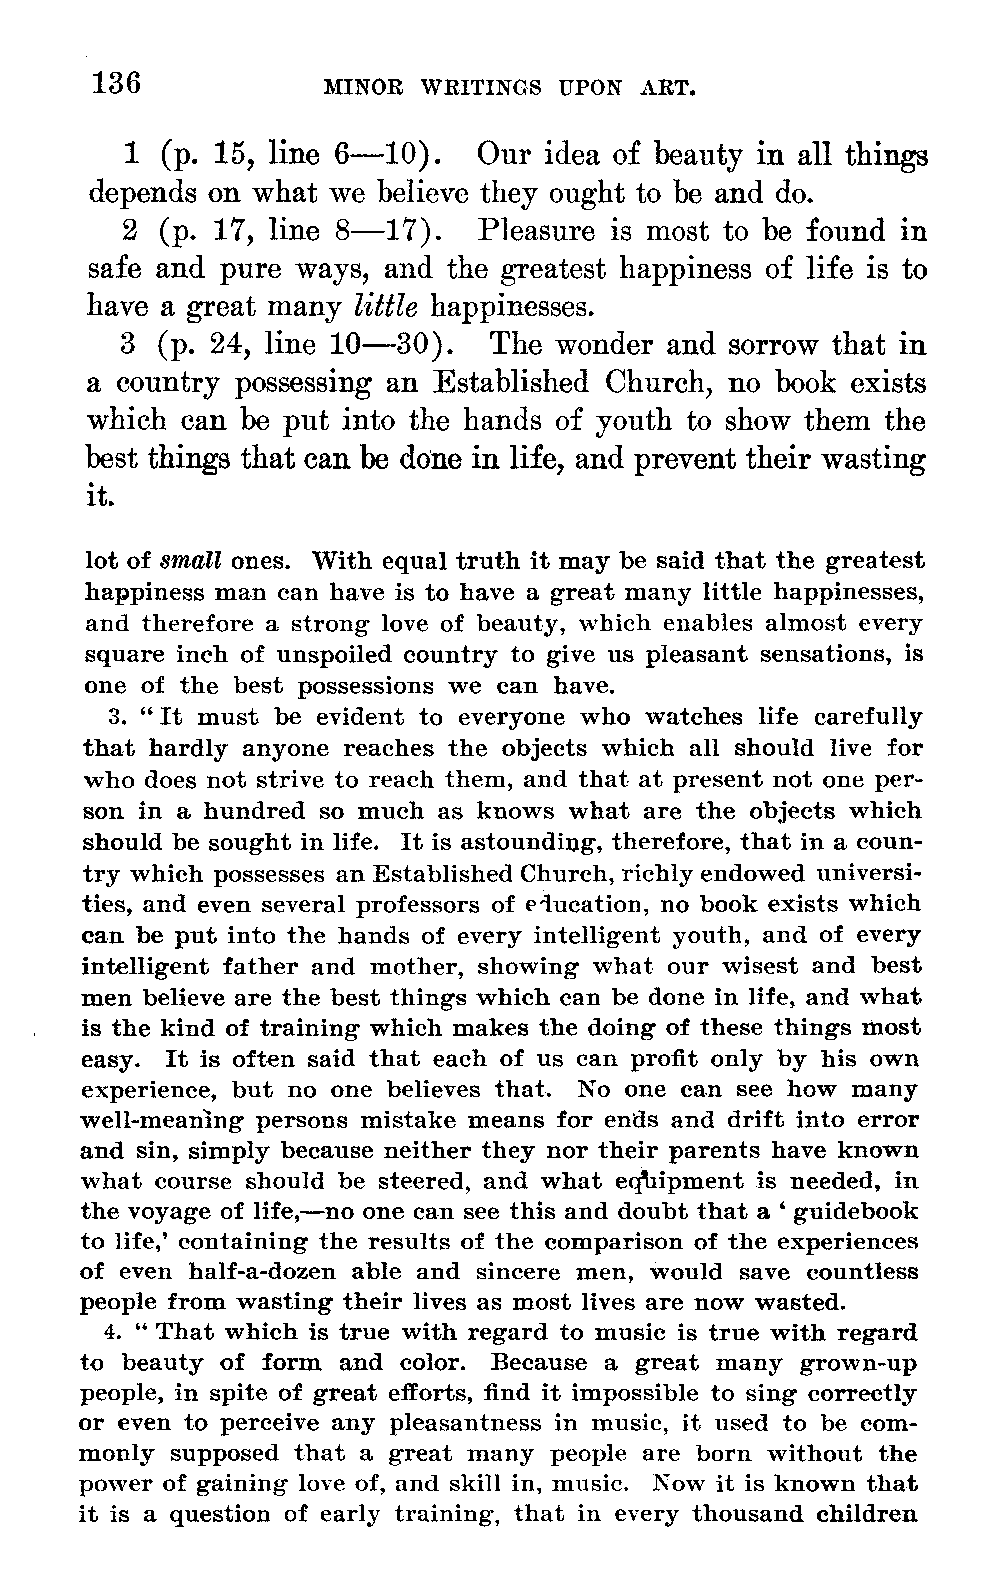 136 MINOR WRITINGS UPON ART.
1 (p. 15, line 6—10). Our idea of beauty in all things
depends on what we believe they ought to be and do.
2 (p. 17, line 8—17). Pleasure is most to be found in
safe and pure ways, and the greatest happiness of life is to
have a great many little happinesses.
3 (p. 24, line 10—30). The wonder and sorrow that in
a country possessing an Established Church, no book exists
which can be put into the hands of youth to show them the
best things that can be done in life, and prevent their wasting
it.
lot of small ones. With equal truth it may be said that the greatest
happiness man can have is to have a great many little happinesses,
and therefore a strong love of beauty, which enables almost every
square inch of unspoiled country to give us pleasant sensations, is
one of the best possessions we can have.
3. “It must be evident to everyone who watches life carefully
that hardly anyone reaches the objects which all should live for
who does not strive to reach them, and that at present not one per-
son in a hundred so much as knows what are the objects which
should be sought in life. It is astounding, therefore, that in a coun-
try which possesses an Established Church, richly endowed universi-
ties, and even several professors of education, no book exists which
can be put into the hands of every intelligent youth, and of every
intelligent father and mother, showing what our wisest and best
men believe are the best things which can be done in life, and what
is the kind of training which makes the doing of these things most
easy. It is often said that each of us can profit only by his own
experience, but no one believes that. No one can see how many
well-meaning persons mistake means for ends and drift into error
and sin, simply because neither they nor their parents have known
what course should be steered, and what equipment is needed, in
the voyage of life,—no one can see this and doubt that a ‘guidebook
to life,’ containing the results of the comparison of the experiences
of even half-a-dozen able and sincere men, would save countless
people from wasting their lives as most lives are now wasted.
4. “That which is true with regard to music is true with regard
to beauty of form and color. Because a great many grown-up
people, in spite of great efforts, find it impossible to sing correctly
or even to perceive any pleasantness in music, it used to be com-
monly supposed that a great many people are born without the
power of gaining love of, and skill in, music. Now it is known that
it is a question of early training, that in every thousand children